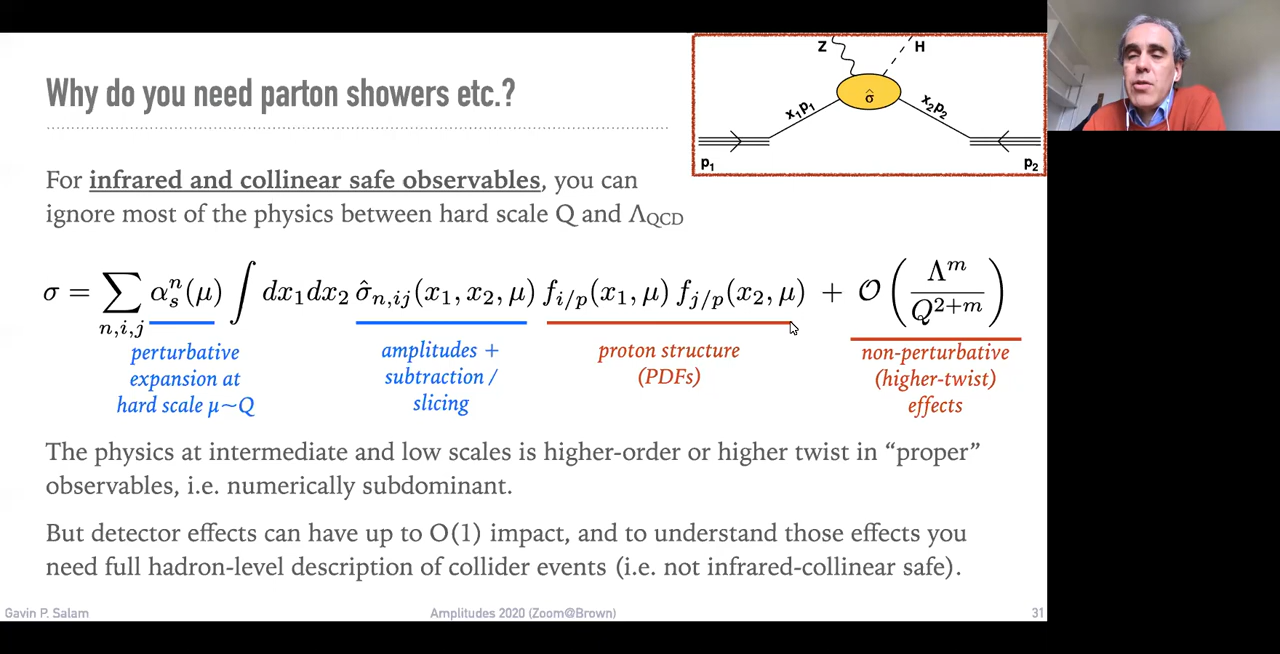 Why do you need parton showers etc.?
Z
H
σ̂
x₁p₁
x₂p₂
p₁
p₂
For infrared and collinear safe observables, you can
ignore most of the physics between hard scale Q and Λ_QCD
σ = ∑_{n,i,j} αₛⁿ(μ) ∫ dx₁dx₂ σ̂_{n,ij}(x₁, x₂, μ) f_{i/p}(x₁, μ) f_{j/p}(x₂, μ) + 𝒪(Λᵐ / Q²⁺ᵐ)
perturbative
expansion at
hard scale μ~Q
amplitudes +
subtraction /
slicing
proton structure
(PDFs)
non-perturbative
(higher-twist)
effects
The physics at intermediate and low scales is higher-order or higher twist in “proper”
observables, i.e. numerically subdominant.
But detector effects can have up to O(1) impact, and to understand those effects you
need full hadron-level description of collider events (i.e. not infrared-collinear safe).
Gavin P. Salam
Amplitudes 2020 (Zoom@Brown)
31